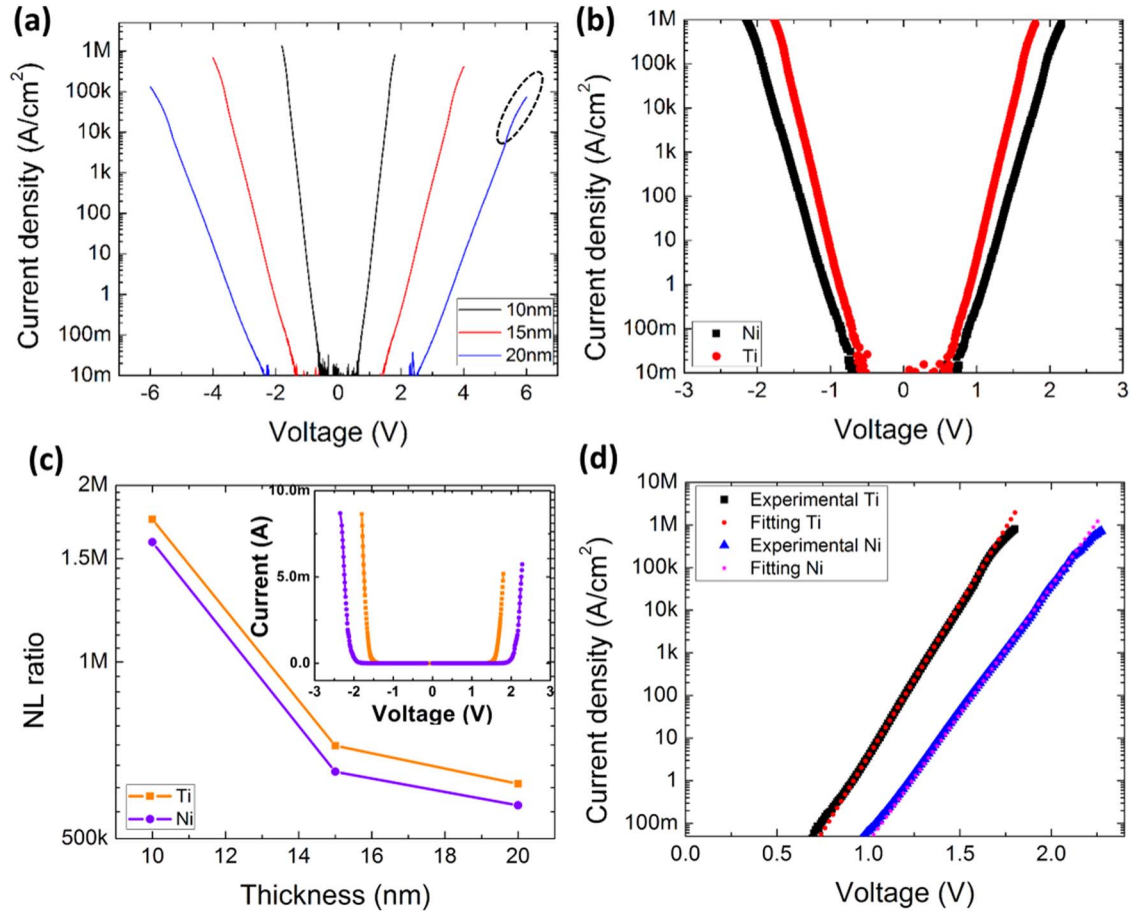 (a)
Current density (A/cm²)
1M
100k
10k
1k
100
10
1
100m
10m
-6 -4 -2 0 2 4 6
Voltage (V)
10nm
15nm
20nm
(b)
Current density (A/cm²)
1M
100k
10k
1k
100
10
1
100m
10m
-3 -2 -1 0 1 2 3
Voltage (V)
Ni
Ti
(c)
NL ratio
2M
1.5M
1M
500k
10 12 14 16 18 20
Thickness (nm)
Ti
Ni
Current (A)
10.0m
5.0m
0.0
-3 -2 -1 0 1 2 3
Voltage (V)
(d)
Current density (A/cm²)
10M
1M
100k
10k
1k
100
10
1
100m
0.0 0.5 1.0 1.5 2.0
Voltage (V)
Experimental Ti
Fitting Ti
Experimental Ni
Fitting Ni